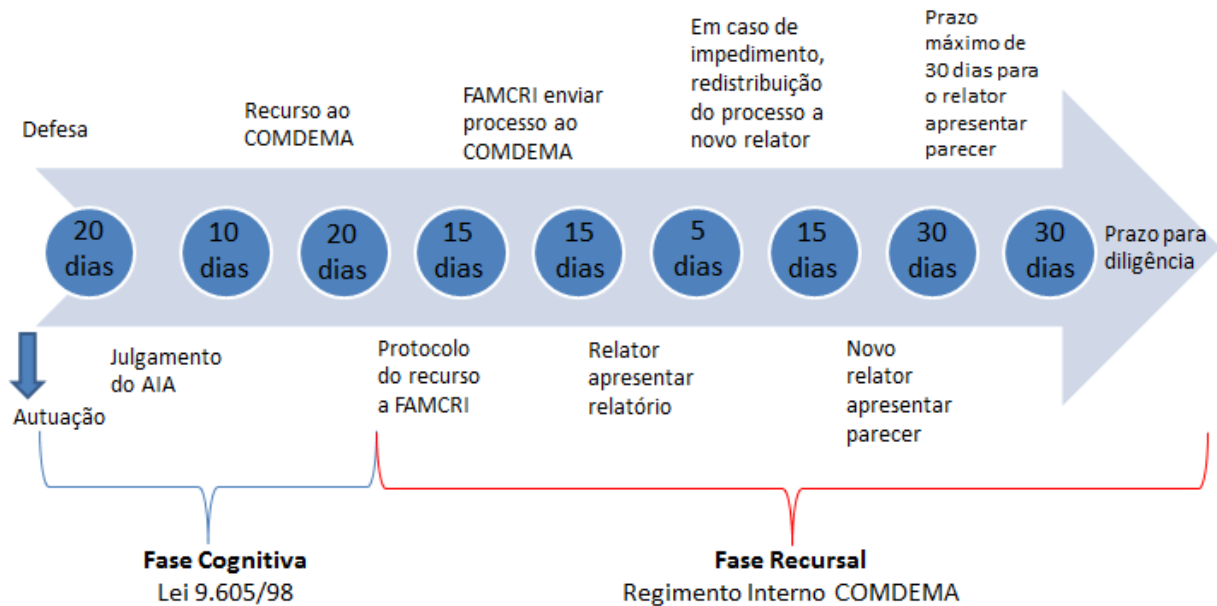 Defesa
Recurso ao
COMDEMA
FAMCRI enviar
processo ao
COMDEMA
Em caso de
impedimento,
redistribuição
do processo a
novo relator
Prazo
máximo de
30 dias para
o relator
apresentar
parecer
20
dias
10
dias
20
dias
15
dias
15
dias
5
dias
15
dias
30
dias
30
dias
Prazo para
diligência
Autuação
Julgamento
do AIA
Protocolo
do recurso
a FAMCRI
Relator
apresentar
relatório
Novo
relator
apresentar
parecer
Fase Cognitiva
Lei 9.605/98
Fase Recursal
Regimento Interno COMDEMA